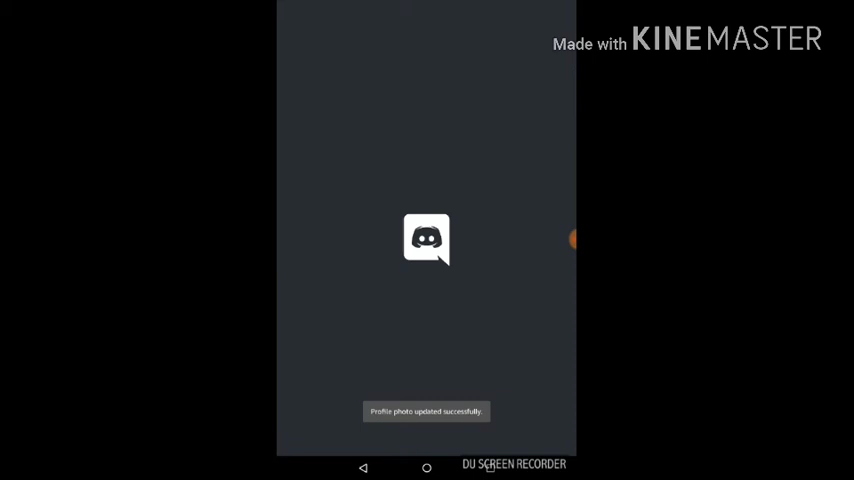 Made with KINEMASTER
Profile photo updated successfully.
DU SCREEN RECORDER